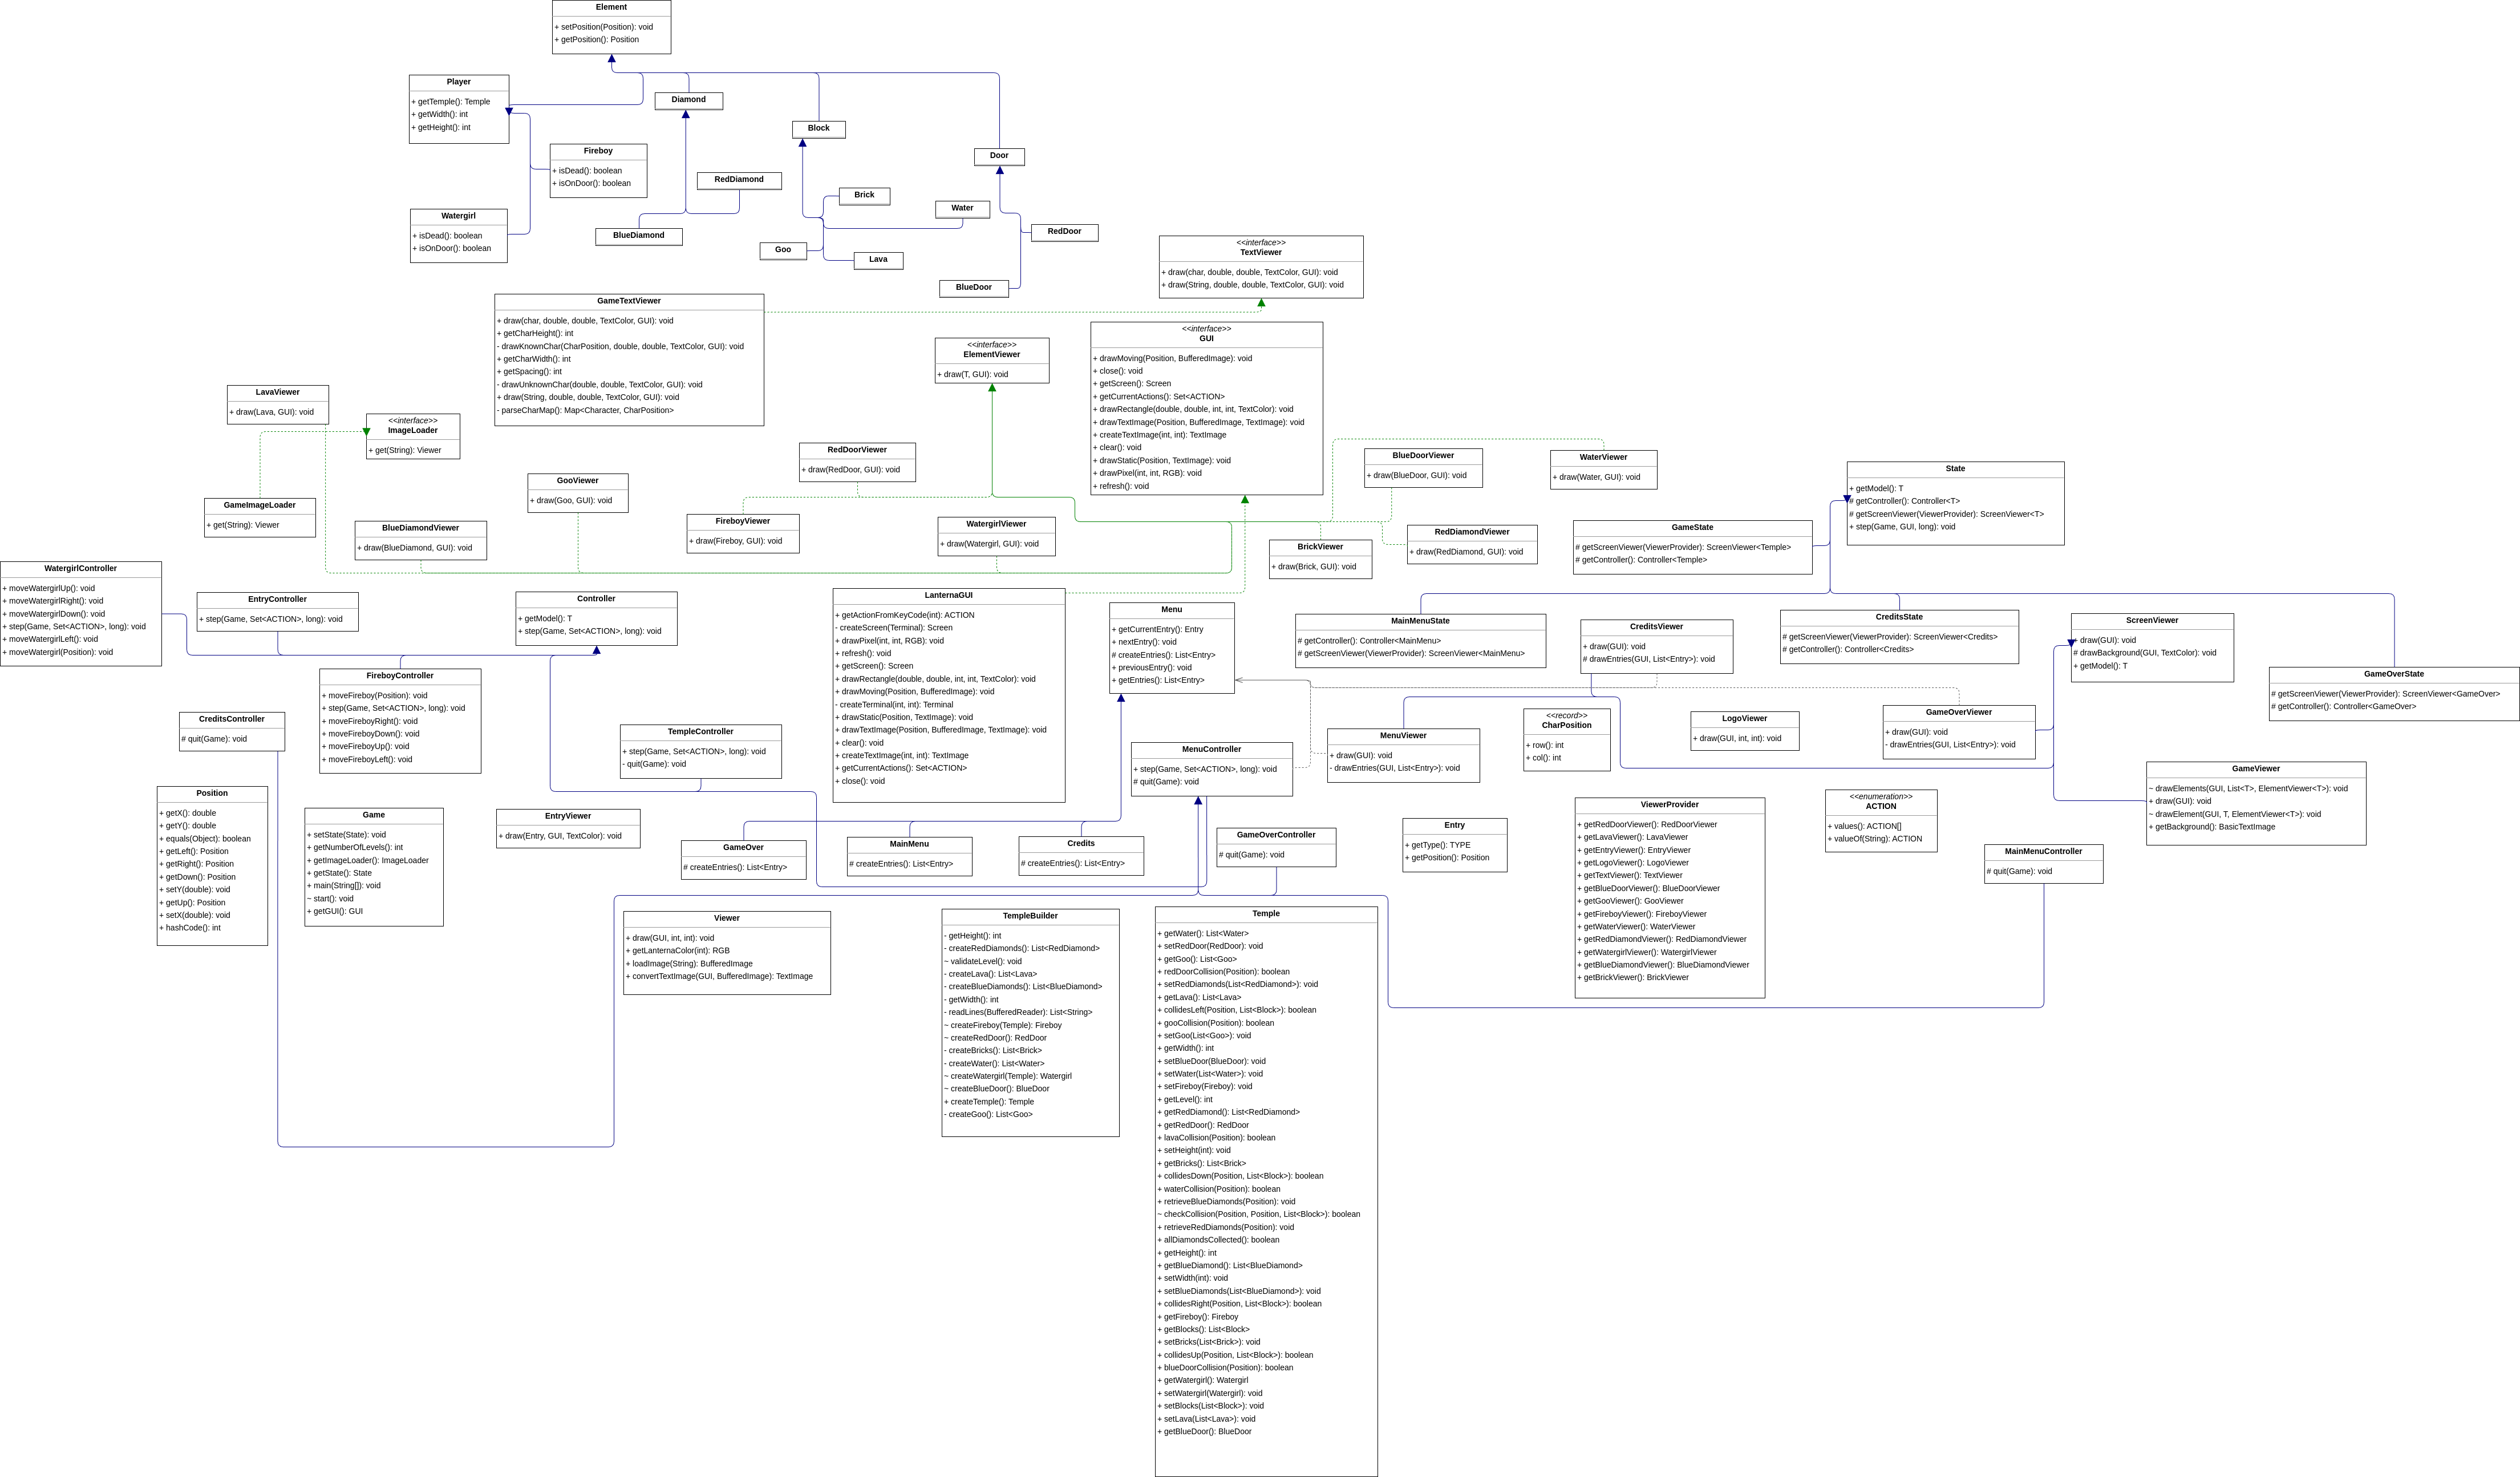 Element
+ setPosition(Position): void
+ getPosition(): Position
Player
+ getTemple(): Temple
+ getWidth(): int
+ getHeight(): int
Diamond
Block
Door
Fireboy
+ isDead(): boolean
+ isOnDoor(): boolean
RedDiamond
Brick
Water
Watergirl
+ isDead(): boolean
+ isOnDoor(): boolean
BlueDiamond
Goo
Lava
RedDoor
BlueDoor
<<interface>>
TextViewer
+ draw(char, double, double, TextColor, GUI): void
+ draw(String, double, double, TextColor, GUI): void
GameTextViewer
+ draw(char, double, double, TextColor, GUI): void
+ getCharHeight(): int
- drawKnownChar(CharPosition, double, double, TextColor, GUI): void
+ getCharWidth(): int
+ getSpacing(): int
- drawUnknownChar(double, double, TextColor, GUI): void
+ draw(String, double, double, TextColor, GUI): void
- parseCharMap(): Map<Character, CharPosition>
<<interface>>
ElementViewer
+ draw(T, GUI): void
<<interface>>
GUI
+ drawMoving(Position, BufferedImage): void
+ close(): void
+ getScreen(): Screen
+ getCurrentActions(): Set<ACTION>
+ drawRectangle(double, double, int, int, TextColor): void
+ drawTextImage(Position, BufferedImage, TextImage): void
+ createTextImage(int, int): TextImage
+ clear(): void
+ drawStatic(Position, TextImage): void
+ drawPixel(int, int, RGB): void
+ refresh(): void
LavaViewer
+ draw(Lava, GUI): void
<<interface>>
ImageLoader
+ get(String): Viewer
GameImageLoader
+ get(String): Viewer
BlueDiamondViewer
+ draw(BlueDiamond, GUI): void
GooViewer
+ draw(Goo, GUI): void
RedDoorViewer
+ draw(RedDoor, GUI): void
FireboyViewer
+ draw(Fireboy, GUI): void
WatergirlViewer
+ draw(Watergirl, GUI): void
BlueDoorViewer
+ draw(BlueDoor, GUI): void
WaterViewer
+ draw(Water, GUI): void
BrickViewer
+ draw(Brick, GUI): void
RedDiamondViewer
+ draw(RedDiamond, GUI): void
State
+ getModel(): T
# getController(): Controller<T>
# getScreenViewer(ViewerProvider): ScreenViewer<T>
+ step(Game, GUI, long): void
GameState
# getScreenViewer(ViewerProvider): ScreenViewer<Temple>
# getController(): Controller<Temple>
WatergirlController
+ moveWatergirlUp(): void
+ moveWatergirlRight(): void
+ moveWatergirlDown(): void
+ step(Game, Set<ACTION>, long): void
+ moveWatergirlLeft(): void
+ moveWatergirl(Position): void
EntryController
+ step(Game, Set<ACTION>, long): void
Controller
+ getModel(): T
+ step(Game, Set<ACTION>, long): void
LanternaGUI
+ getActionFromKeyCode(int): ACTION
- createScreen(Terminal): Screen
+ drawPixel(int, int, RGB): void
+ refresh(): void
+ getScreen(): Screen
+ drawRectangle(double, double, int, int, TextColor): void
+ drawMoving(Position, BufferedImage): void
- createTerminal(int, int): Terminal
+ drawStatic(Position, TextImage): void
+ drawTextImage(Position, BufferedImage, TextImage): void
+ clear(): void
+ createTextImage(int, int): TextImage
+ getCurrentActions(): Set<ACTION>
+ close(): void
Menu
+ getCurrentEntry(): Entry
+ nextEntry(): void
# createEntries(): List<Entry>
+ previousEntry(): void
+ getEntries(): List<Entry>
MainMenuState
# getController(): Controller<MainMenu>
# getScreenViewer(ViewerProvider): ScreenViewer<MainMenu>
CreditsViewer
+ draw(GUI): void
# drawEntries(GUI, List<Entry>): void
CreditsState
# getScreenViewer(ViewerProvider): ScreenViewer<Credits>
# getController(): Controller<Credits>
ScreenViewer
+ draw(GUI): void
# drawBackground(GUI, TextColor): void
+ getModel(): T
GameOverState
# getScreenViewer(ViewerProvider): ScreenViewer<GameOver>
# getController(): Controller<GameOver>
FireboyController
+ moveFireboy(Position): void
+ step(Game, Set<ACTION>, long): void
+ moveFireboyRight(): void
+ moveFireboyDown(): void
+ moveFireboyUp(): void
+ moveFireboyLeft(): void
CreditsController
# quit(Game): void
TempleController
+ step(Game, Set<ACTION>, long): void
- quit(Game): void
MenuController
+ step(Game, Set<ACTION>, long): void
# quit(Game): void
MenuViewer
+ draw(GUI): void
- drawEntries(GUI, List<Entry>): void
<<record>>
CharPosition
+ row(): int
+ col(): int
LogoViewer
+ draw(GUI, int, int): void
GameOverViewer
+ draw(GUI): void
- drawEntries(GUI, List<Entry>): void
GameViewer
~ drawElements(GUI, List<T>, ElementViewer<T>): void
+ draw(GUI): void
~ drawElement(GUI, T, ElementViewer<T>): void
+ getBackground(): BasicTextImage
Position
+ getX(): double
+ getY(): double
+ equals(Object): boolean
+ getLeft(): Position
+ getRight(): Position
+ getDown(): Position
+ setY(double): void
+ getUp(): Position
+ setX(double): void
+ hashCode(): int
Game
+ setState(State): void
+ getNumberOfLevels(): int
+ getImageLoader(): ImageLoader
+ getState(): State
+ main(String[]): void
~ start(): void
+ getGUI(): GUI
EntryViewer
+ draw(Entry, GUI, TextColor): void
GameOver
# createEntries(): List<Entry>
MainMenu
# createEntries(): List<Entry>
Credits
# createEntries(): List<Entry>
GameOverController
# quit(Game): void
Entry
+ getType(): TYPE
+ getPosition(): Position
ViewerProvider
+ getRedDoorViewer(): RedDoorViewer
+ getLavaViewer(): LavaViewer
+ getEntryViewer(): EntryViewer
+ getLogoViewer(): LogoViewer
+ getTextViewer(): TextViewer
+ getBlueDoorViewer(): BlueDoorViewer
+ getGooViewer(): GooViewer
+ getFireboyViewer(): FireboyViewer
+ getWaterViewer(): WaterViewer
+ getRedDiamondViewer(): RedDiamondViewer
+ getWatergirlViewer(): WatergirlViewer
+ getBlueDiamondViewer(): BlueDiamondViewer
+ getBrickViewer(): BrickViewer
<<enumeration>>
ACTION
+ values(): ACTION[]
+ valueOf(String): ACTION
MainMenuController
# quit(Game): void
Viewer
+ draw(GUI, int, int): void
+ getLanternaColor(int): RGB
+ loadImage(String): BufferedImage
+ convertTextImage(GUI, BufferedImage): TextImage
TempleBuilder
- getHeight(): int
- createRedDiamonds(): List<RedDiamond>
~ validateLevel(): void
- createLava(): List<Lava>
- createBlueDiamonds(): List<BlueDiamond>
- getWidth(): int
- readLines(BufferedReader): List<String>
~ createFireboy(Temple): Fireboy
~ createRedDoor(): RedDoor
- createBricks(): List<Brick>
- createWater(): List<Water>
~ createWatergirl(Temple): Watergirl
~ createBlueDoor(): BlueDoor
+ createTemple(): Temple
- createGoo(): List<Goo>
Temple
+ getWater(): List<Water>
+ setRedDoor(RedDoor): void
+ getGoo(): List<Goo>
+ redDoorCollision(Position): boolean
+ setRedDiamonds(List<RedDiamond>): void
+ getLava(): List<Lava>
+ collidesLeft(Position, List<Block>): boolean
+ gooCollision(Position): boolean
+ setGoo(List<Goo>): void
+ getWidth(): int
+ setBlueDoor(BlueDoor): void
+ setWater(List<Water>): void
+ setFireboy(Fireboy): void
+ getLevel(): int
+ getRedDiamond(): List<RedDiamond>
+ getRedDoor(): RedDoor
+ lavaCollision(Position): boolean
+ setHeight(int): void
+ getBricks(): List<Brick>
+ collidesDown(Position, List<Block>): boolean
+ waterCollision(Position): boolean
+ retrieveBlueDiamonds(Position): void
~ checkCollision(Position, Position, List<Block>): boolean
+ retrieveRedDiamonds(Position): void
+ allDiamondsCollected(): boolean
+ getHeight(): int
+ getBlueDiamond(): List<BlueDiamond>
+ setWidth(int): void
+ setBlueDiamonds(List<BlueDiamond>): void
+ collidesRight(Position, List<Block>): boolean
+ getFireboy(): Fireboy
+ getBlocks(): List<Block>
+ setBricks(List<Brick>): void
+ collidesUp(Position, List<Block>): boolean
+ blueDoorCollision(Position): boolean
+ getWatergirl(): Watergirl
+ setWatergirl(Watergirl): void
+ setBlocks(List<Block>): void
+ setLava(List<Lava>): void
+ getBlueDoor(): BlueDoor